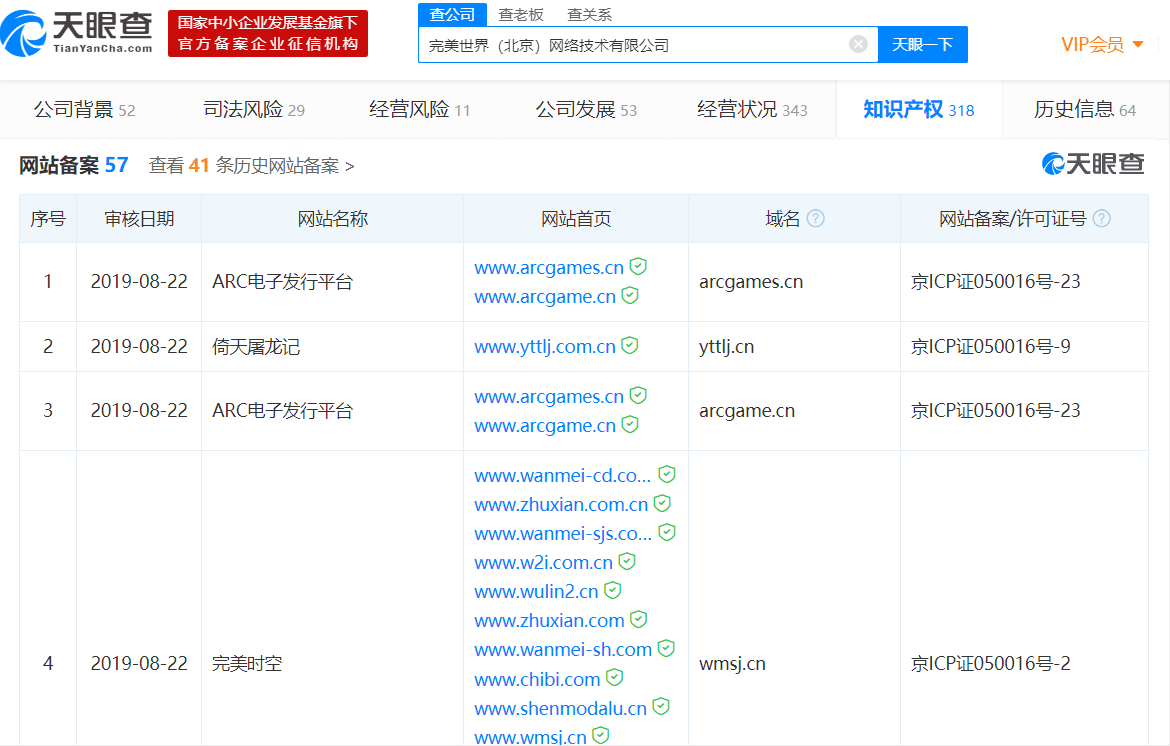 天眼查
TianYanCha.com
国家中小企业发展基金旗下
官方备案企业征信机构
查公司 查老板 查关系
完美世界（北京）网络技术有限公司
天眼一下
VIP会员
公司背景 52 司法风险 29 经营风险 11 公司发展 53 经营状况 343 知识产权 318 历史信息 64
网站备案 57 查看 41 条历史网站备案 >
天眼查
序号 审核日期 网站名称 网站首页 域名 ? 网站备案/许可证号 ?
1 2019-08-22 ARC电子发行平台 www.arcgames.cn arcgames.cn 京ICP证050016号-23
www.arcgame.cn
2 2019-08-22 倚天屠龙记 www.yttlj.com.cn yttlj.cn 京ICP证050016号-9
3 2019-08-22 ARC电子发行平台 www.arcgames.cn arcgame.cn 京ICP证050016号-23
www.arcgame.cn
www.wanmei-cd.co...
www.zhuxian.com.cn
www.wanmei-sjs.co...
www.w2i.com.cn
www.wulin2.cn
www.zhuxian.com
www.wanmei-sh.com
4 2019-08-22 完美时空 wmsj.cn 京ICP证050016号-2
www.chibi.com
www.shenmodalu.cn
www.wmsj.cn